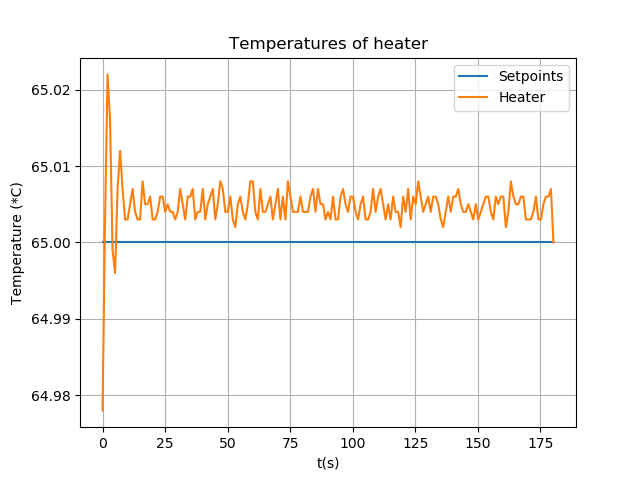 Temperatures of heater
Setpoints
Heater
65.02
65.01
65.00
64.99
64.98
Temperature (*C)
0 25 50 75 100 125 150 175
t(s)